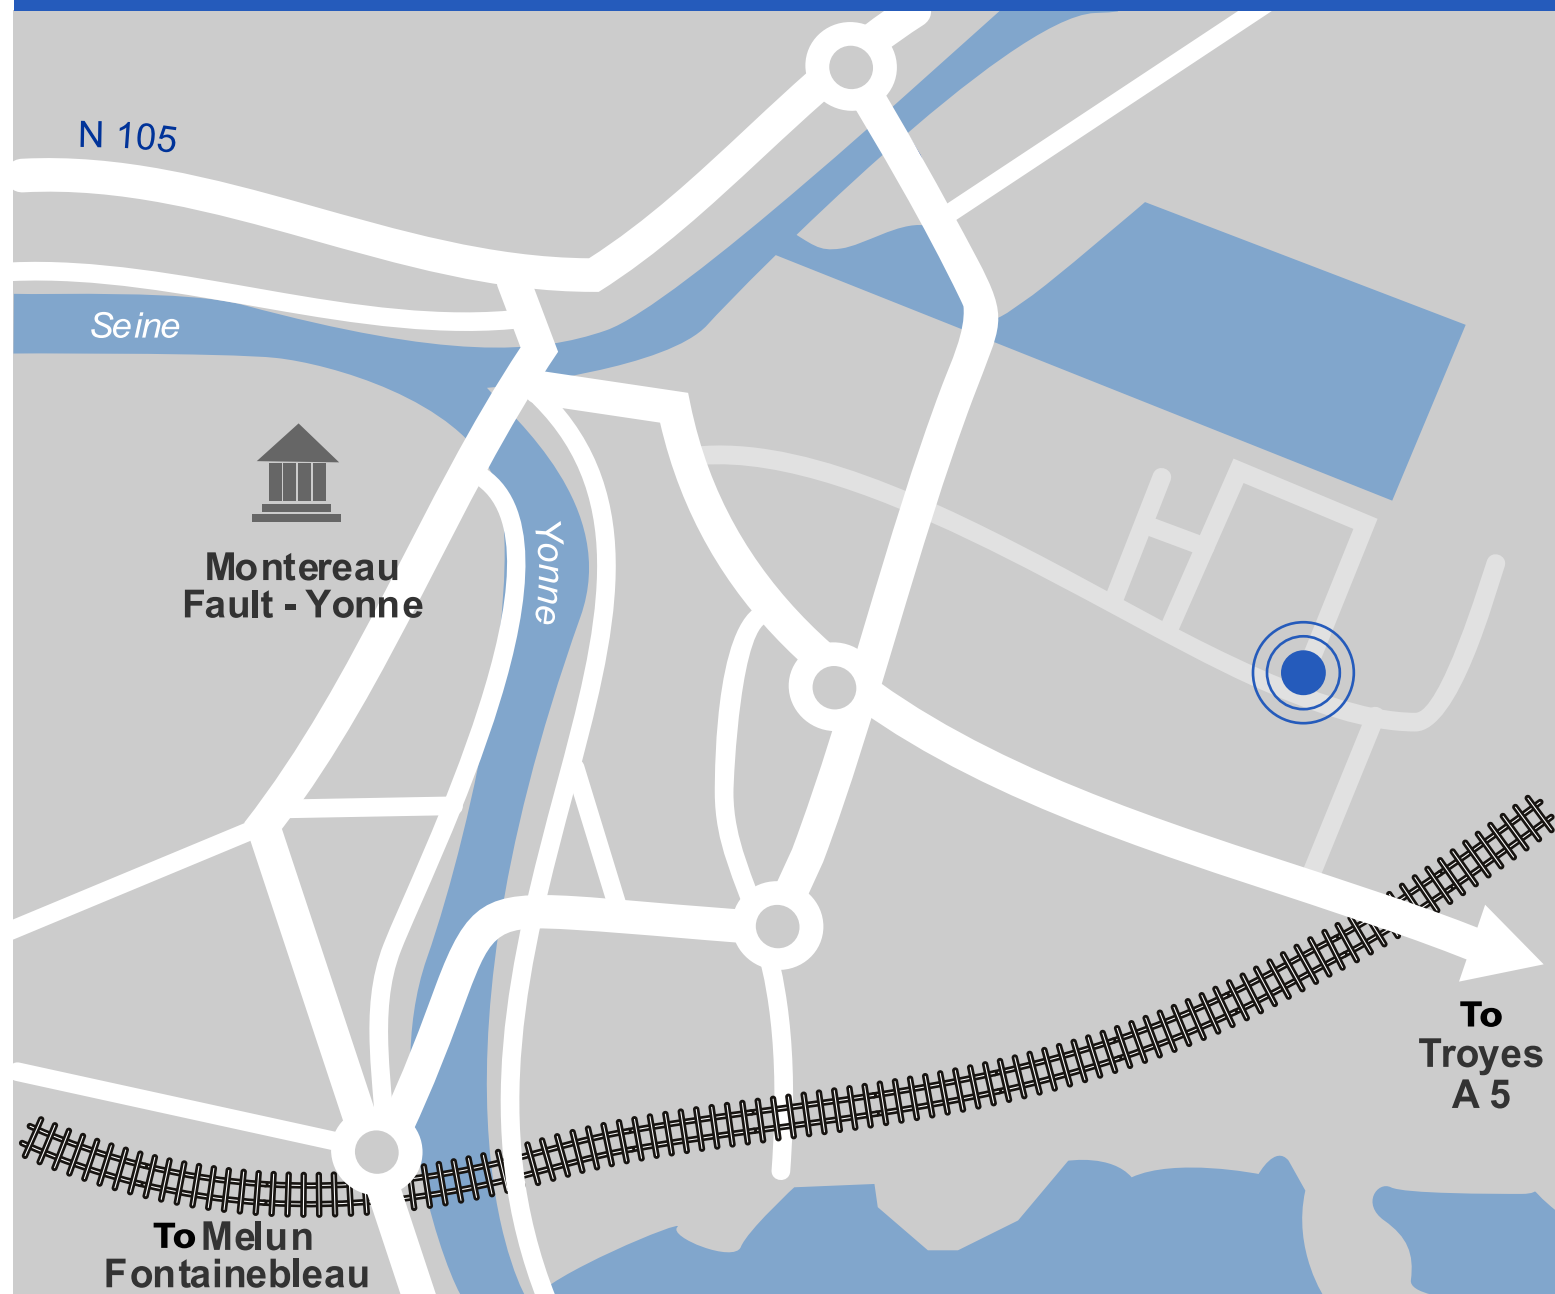 N 105
Seine
Montereau
Fault - Yonne
Yonne
To
Troyes
A 5
To Melun
Fontainebleau